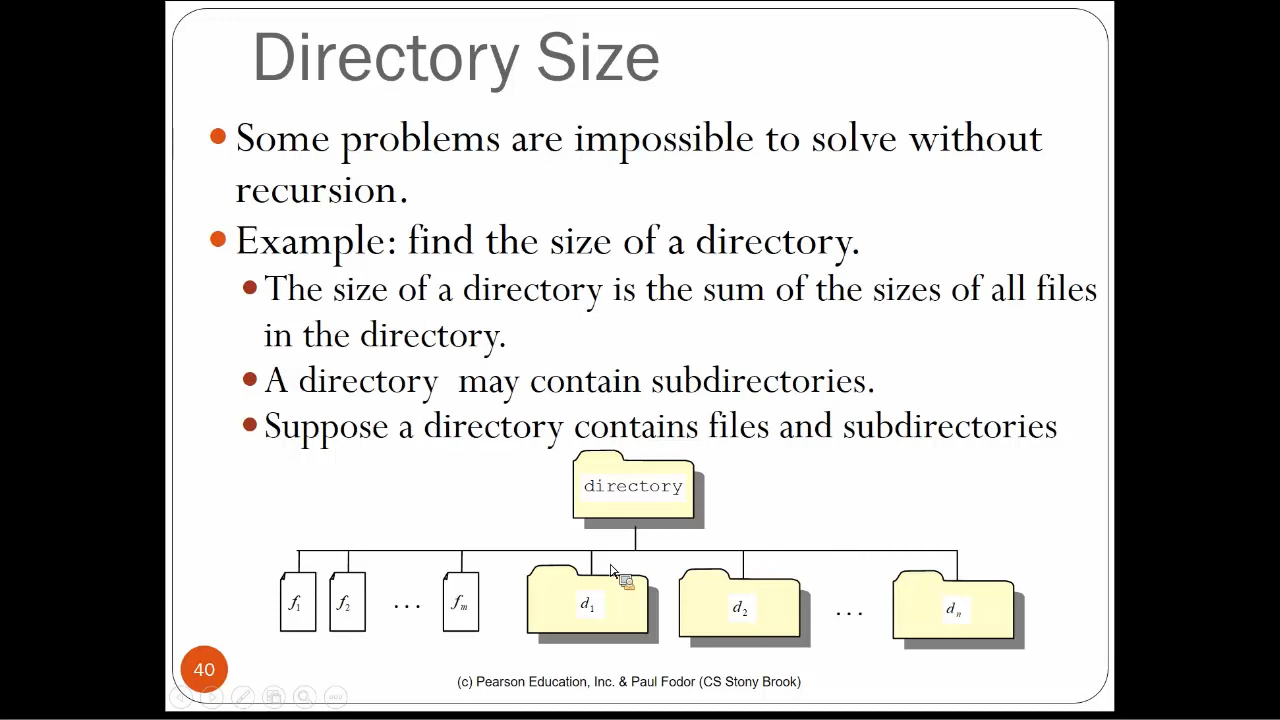 Directory Size
• Some problems are impossible to solve without
recursion.
• Example: find the size of a directory.
• The size of a directory is the sum of the sizes of all files
in the directory.
• A directory may contain subdirectories.
• Suppose a directory contains files and subdirectories
directory
f1 f2 ... fm d1 d2 ... dn
40
(c) Pearson Education, Inc. & Paul Fodor (CS Stony Brook)